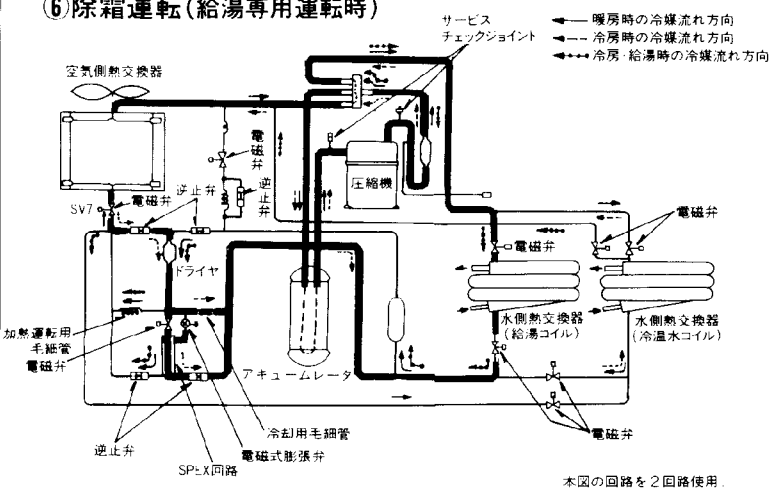 ⑥除霜運転(給湯専用運転時)
サービス
チェックジョイント
暖房時の冷媒流れ方向
冷房時の冷媒流れ方向
冷房・給湯時の冷媒流れ方向
空気側熱交換器
電磁弁
逆止弁
圧縮機
SV7
電磁弁
逆止弁
電磁弁
電磁弁
ドライヤ
水側熱交換器
(給湯コイル)
水側熱交換器
(冷温水コイル)
加熱運転用
毛細管
電磁弁
アキュームレータ
冷却用毛細管
逆止弁
電磁式膨張弁
SPEX回路
電磁弁
本図の回路を2回路使用.